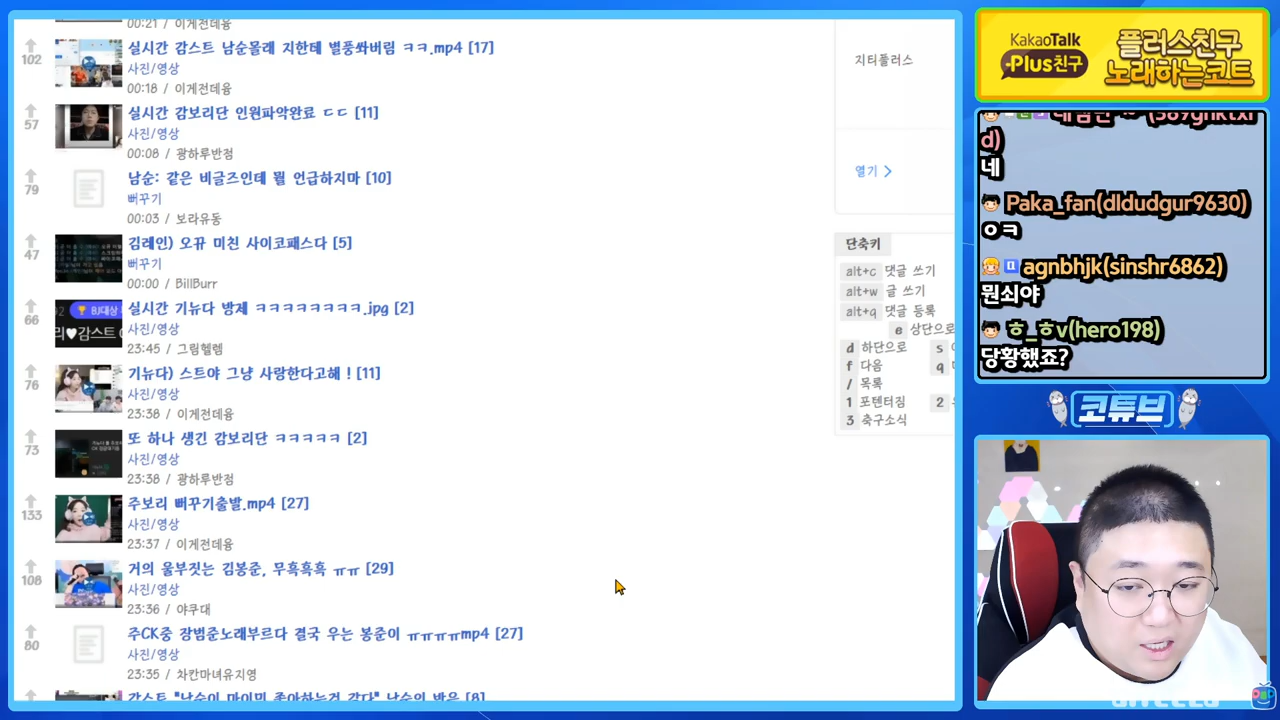 00:21 / 이게전데융
102
실시간 감스트 남순몰래 지한테 별풍쏴버림 ㅋㅋ.mp4 [17]
사진/영상
00:18 / 이게전데융
57
실시간 감보리단 인원파악완료 ㄷㄷ [11]
사진/영상
00:08 / 광하루반점
79
남순: 같은 비글즈인데 뭘 언급하지마 [10]
뻐꾸기
00:03 / 보라유동
47
김레인) 오뀨 미친 사이코패스다 [5]
뻐꾸기
00:00 / BillBurr
66
실시간 기뉴다 방제 ㅋㅋㅋㅋㅋㅋㅋㅋ.jpg [2]
사진/영상
23:45 / 그림헬렘
76
기뉴다) 스트야 그냥 사랑한다고해 ! [11]
사진/영상
23:38 / 이게전데융
73
또 하나 생긴 감보리단 ㅋㅋㅋㅋㅋ [2]
사진/영상
23:38 / 광하루반점
133
주보리 뻐꾸기출발.mp4 [27]
사진/영상
23:37 / 이게전데융
108
거의 울부짓는 김봉준, 무흑흑흑 ㅠㅠ [29]
사진/영상
23:36 / 야쿠대
80
주CK중 장범준노래부르다 결국 우는 봉준이 ㅠㅠㅠㅠmp4 [27]
사진/영상
23:35 / 차칸마녀유지영
지티플러스
열기
단축키
alt+c 댓글 쓰기
alt+w 글 쓰기
alt+q 댓글 등록
e 상단으로
d 하단으로 s
f 다음 q
/ 목록
1 포텐터짐 2
3 축구소식
KakaoTalk
Plus친구
플러스친구
노래하는코트
d)
네
Paka_fan(dldudgur9630)
ㅇㅋ
agnbhjk(sinshr6862)
뭔쇠야
ㅎ_ㅎv(hero198)
당황했죠?
코튜브